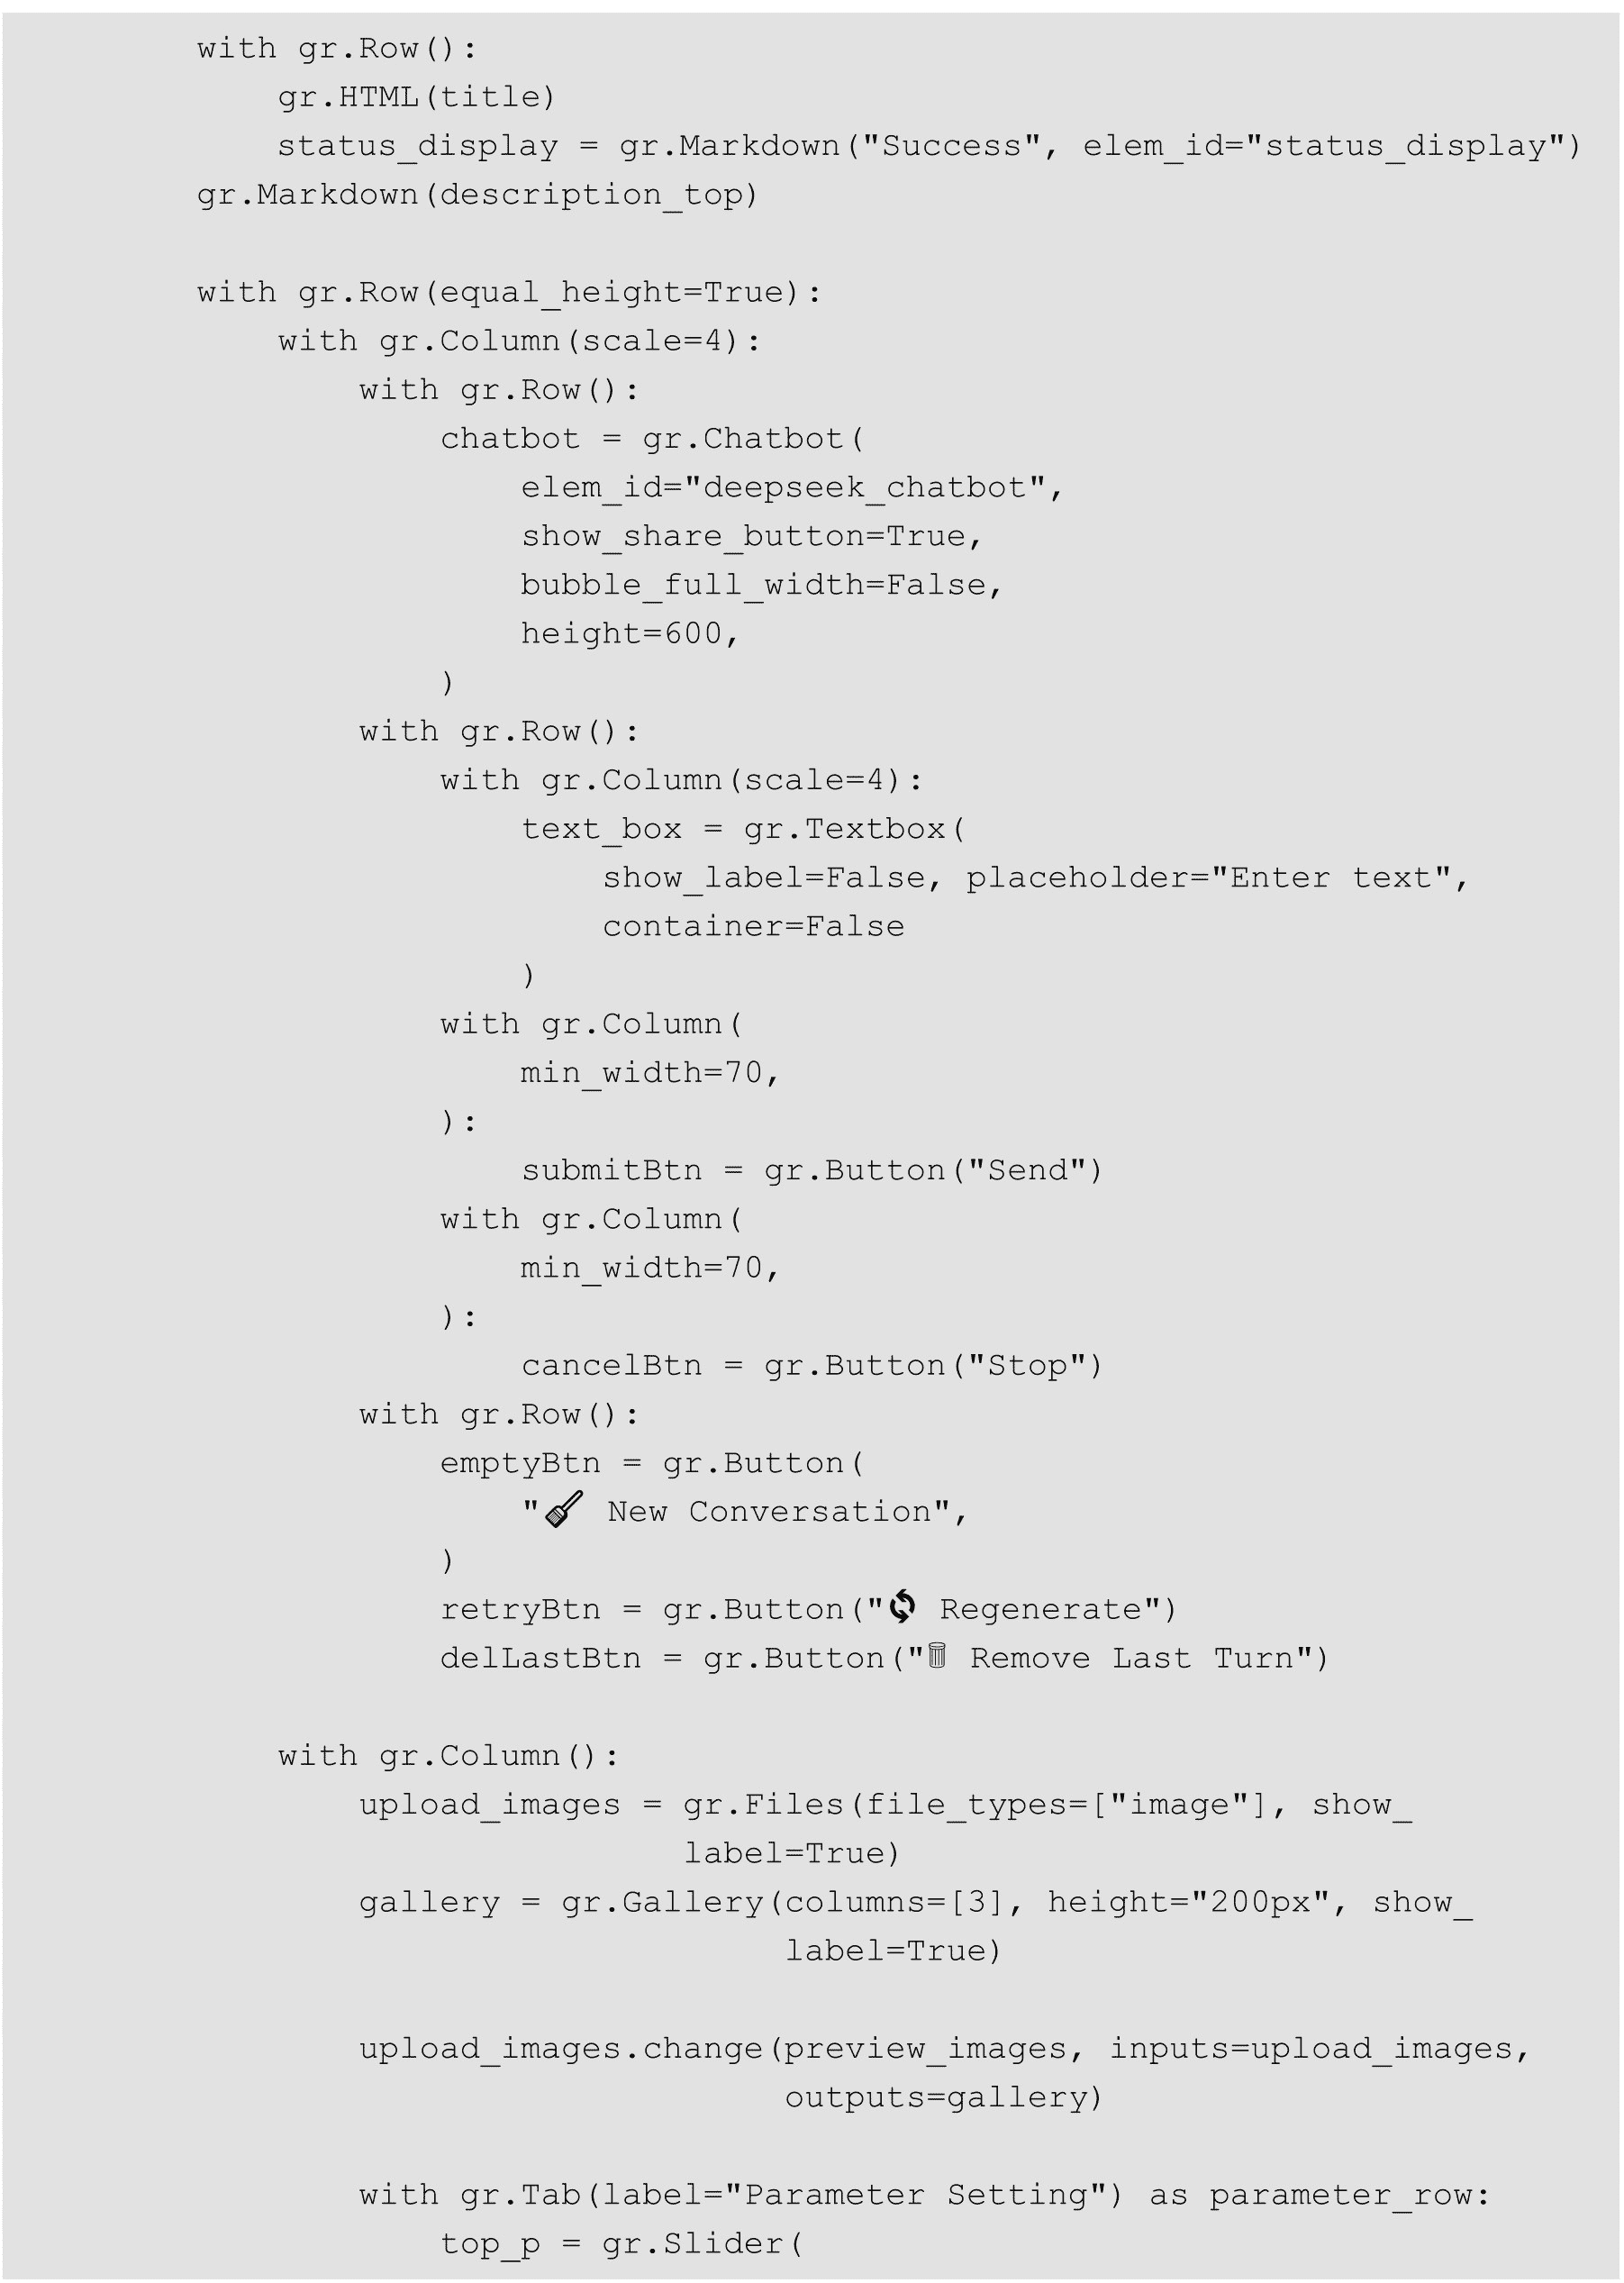 with gr.Row():
    gr.HTML(title)
    status_display = gr.Markdown("Success", elem_id="status_display")
gr.Markdown(description_top)

with gr.Row(equal_height=True):
    with gr.Column(scale=4):
        with gr.Row():
            chatbot = gr.Chatbot(
                elem_id="deepseek_chatbot",
                show_share_button=True,
                bubble_full_width=False,
                height=600,
            )
        with gr.Row():
            with gr.Column(scale=4):
                text_box = gr.Textbox(
                    show_label=False, placeholder="Enter text",
                    container=False
                )
            with gr.Column(
                min_width=70,
            ):
                submitBtn = gr.Button("Send")
            with gr.Column(
                min_width=70,
            ):
                cancelBtn = gr.Button("Stop")
        with gr.Row():
            emptyBtn = gr.Button(
                "🖌 New Conversation",
            )
            retryBtn = gr.Button("🗘 Regenerate")
            delLastBtn = gr.Button("🗑 Remove Last Turn")

    with gr.Column():
        upload_images = gr.Files(file_types=["image"], show_
                        label=True)
        gallery = gr.Gallery(columns=[3], height="200px", show_
                             label=True)

        upload_images.change(preview_images, inputs=upload_images,
                             outputs=gallery)

        with gr.Tab(label="Parameter Setting") as parameter_row:
            top_p = gr.Slider(